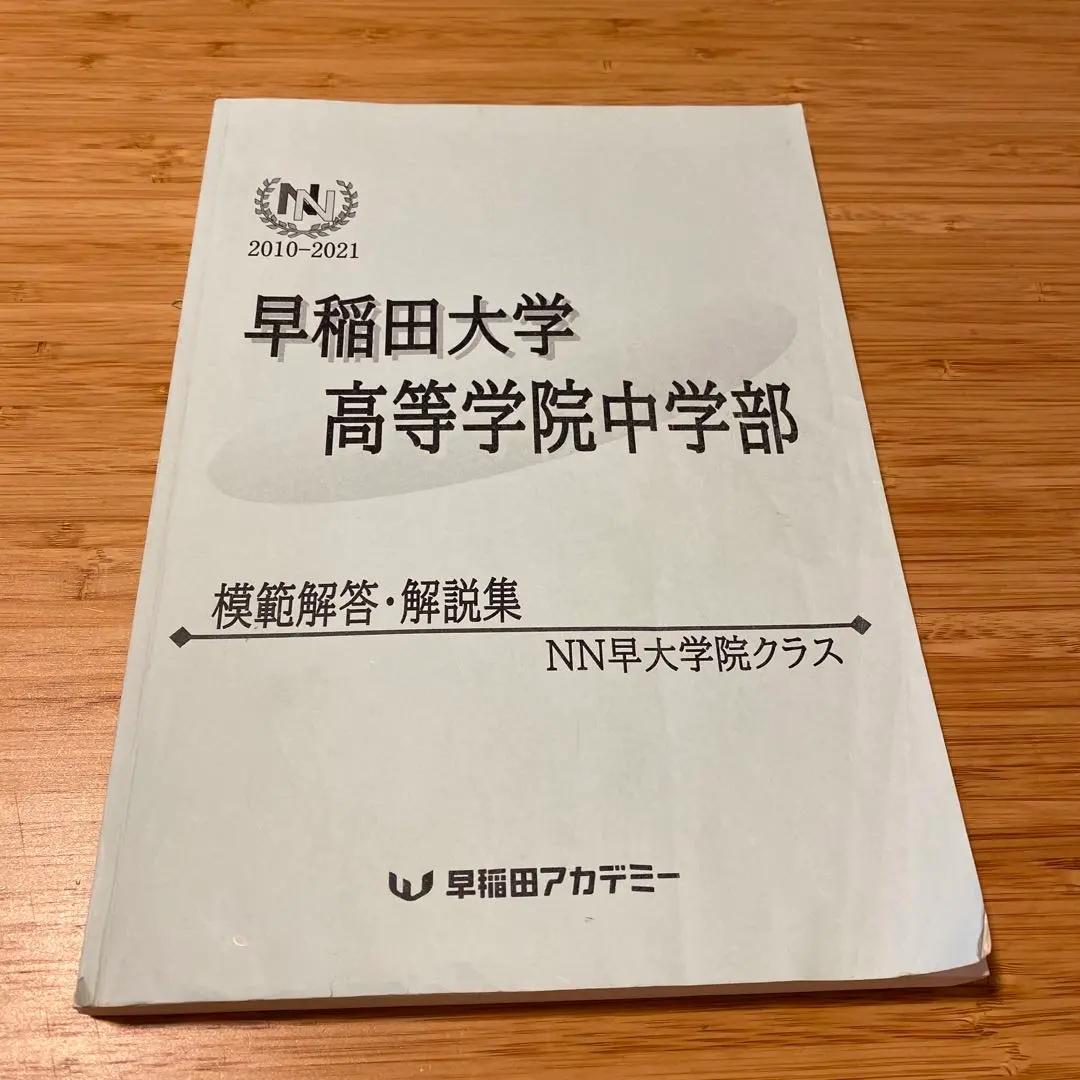 NN
2010-2021
早稲田大学
高等学院中学部
模範解答・解説集
NN早大学院クラス
W 早稲田アカデミー